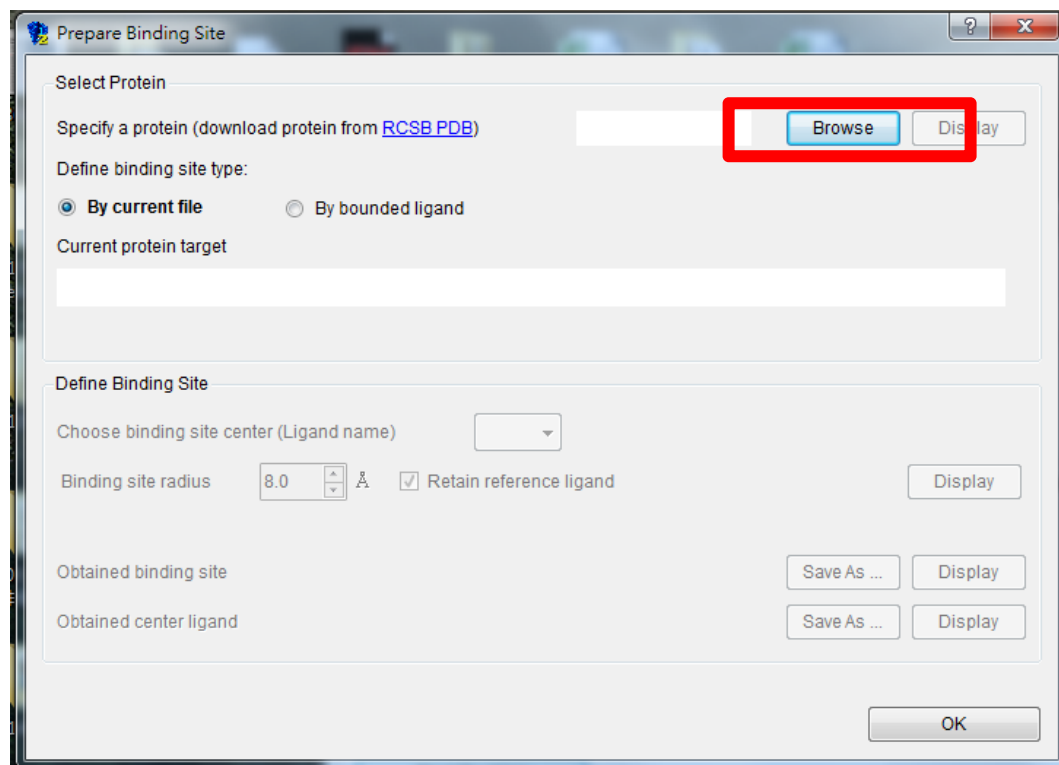 Prepare Binding Site
Select Protein
Specify a protein (download protein from RCSB PDB)
Browse
Display
Define binding site type:
By current file
By bounded ligand
Current protein target
Define Binding Site
Choose binding site center (Ligand name)
Binding site radius
8.0
Å
Retain reference ligand
Display
Obtained binding site
Save As ...
Display
Obtained center ligand
Save As ...
Display
OK